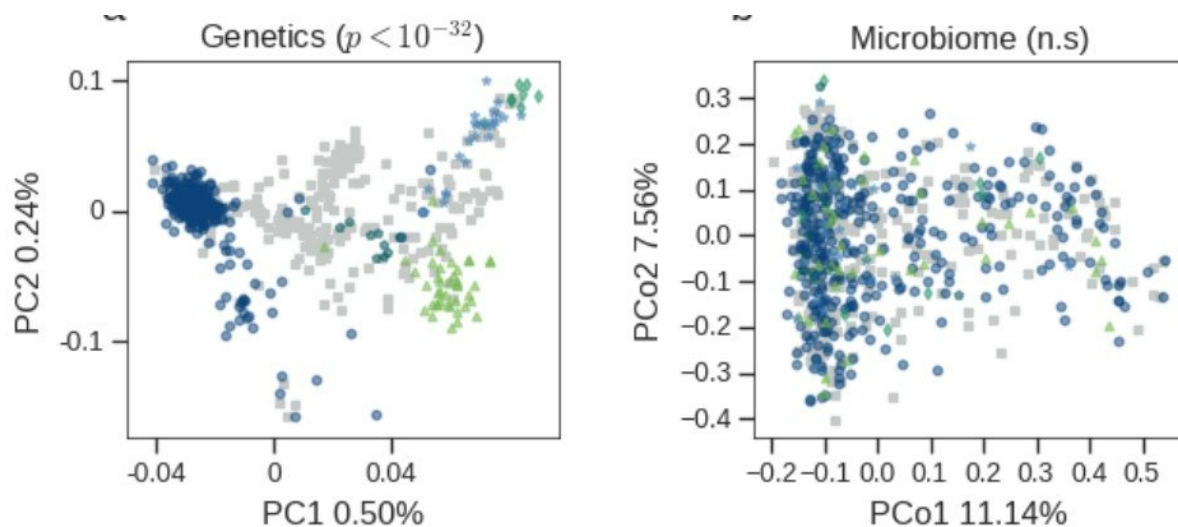 a
b
Genetics (p < 10⁻³²)
Microbiome (n.s)
0.1
0
-0.1
PC2 0.24%
-0.04
0
0.04
PC1 0.50%
0.3
0.2
0.1
0.0
−0.1
−0.2
−0.3
−0.4
PCo2 7.56%
−0.2
−0.1
0.0
0.1
0.2
0.3
0.4
0.5
PCo1 11.14%